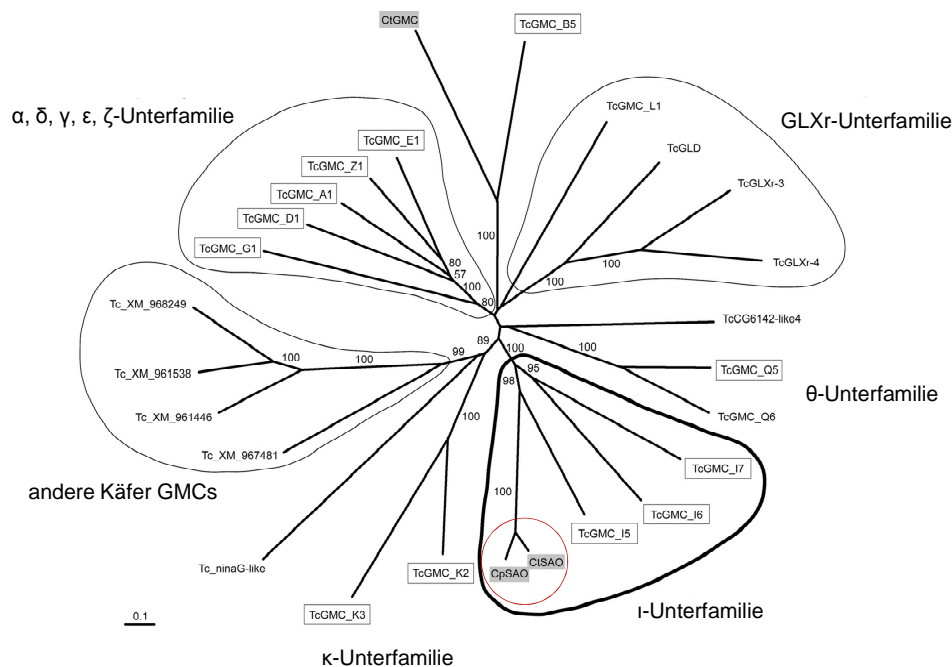 CtGMC
TcGMC_B5
α, δ, γ, ε, ζ-Unterfamilie
GLXr-Unterfamilie
TcGMC_L1
TcGMC_E1
TcGLD
TcGMC_Z1
TcGLXr-3
TcGMC_A1
TcGMC_D1
TcGMC_G1
100
100
TcGLXr-4
80
57
100
100
80
Tc_XM_968249
TcCG6142-like4
89
100
100
99
100
100
95
TcGMC_Q5
Tc_XM_961538
98
θ-Unterfamilie
Tc_XM_961446
100
TcGMC_Q6
Tc_XM_967481
TcGMC_I7
andere Käfer GMCs
100
TcGMC_I6
TcGMC_I5
CtSAO
Tc_ninaG-like
TcGMC_K2
CpSAO
0.1
TcGMC_K3
ι-Unterfamilie
κ-Unterfamilie